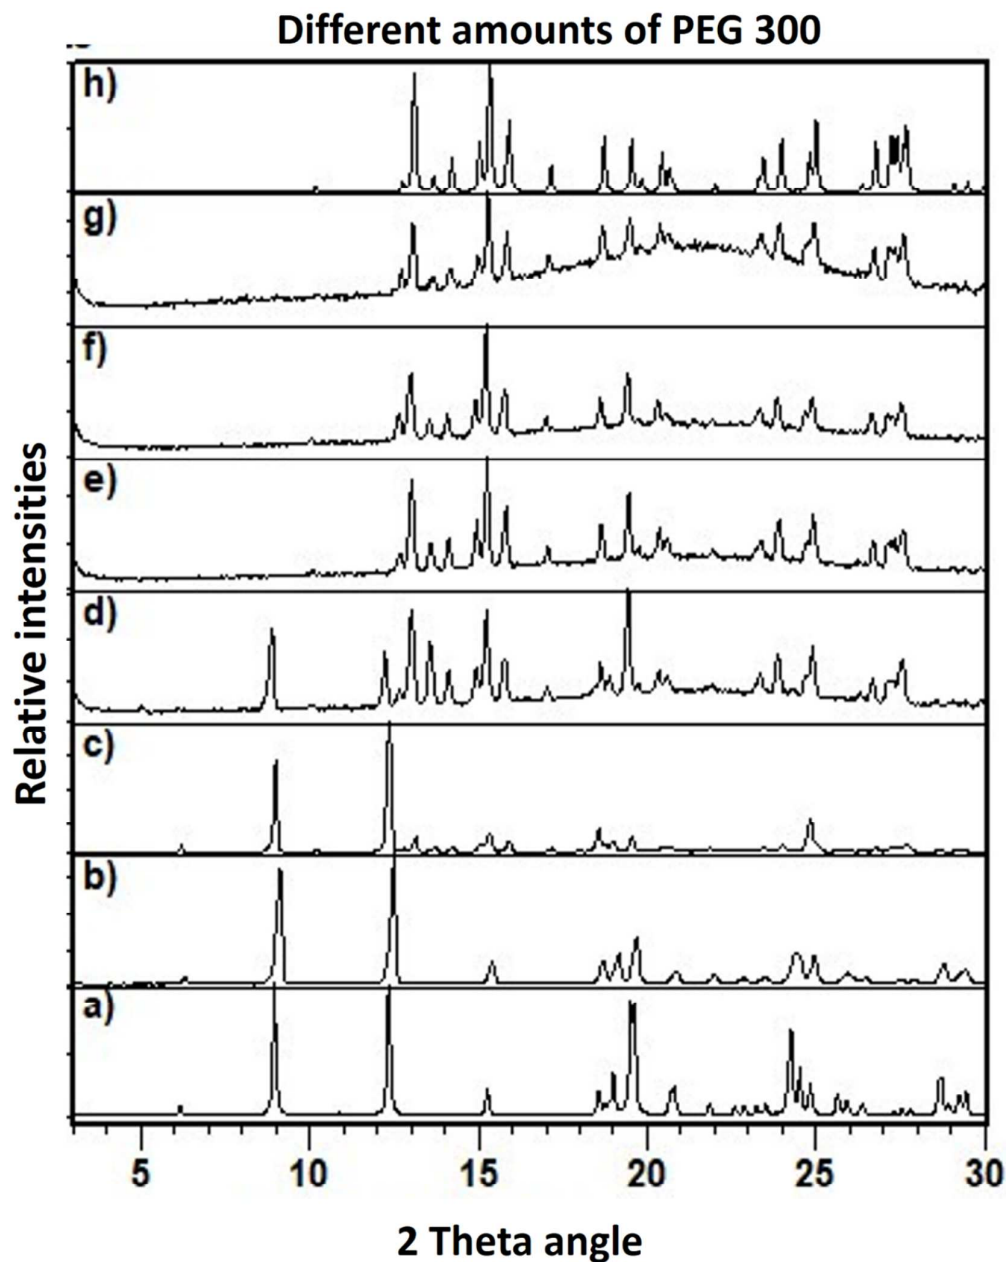 Different amounts of PEG 300
h)
g)
f)
e)
d)
c)
b)
a)
Relative intensities
5 10 15 20 25 30
2 Theta angle